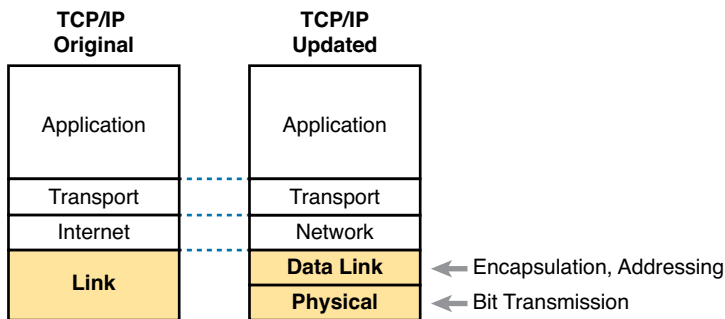 TCP/IP
Original
TCP/IP
Updated
Application
Application
Transport
Transport
Internet
Network
Link
Data Link
Encapsulation, Addressing
Physical
Bit Transmission